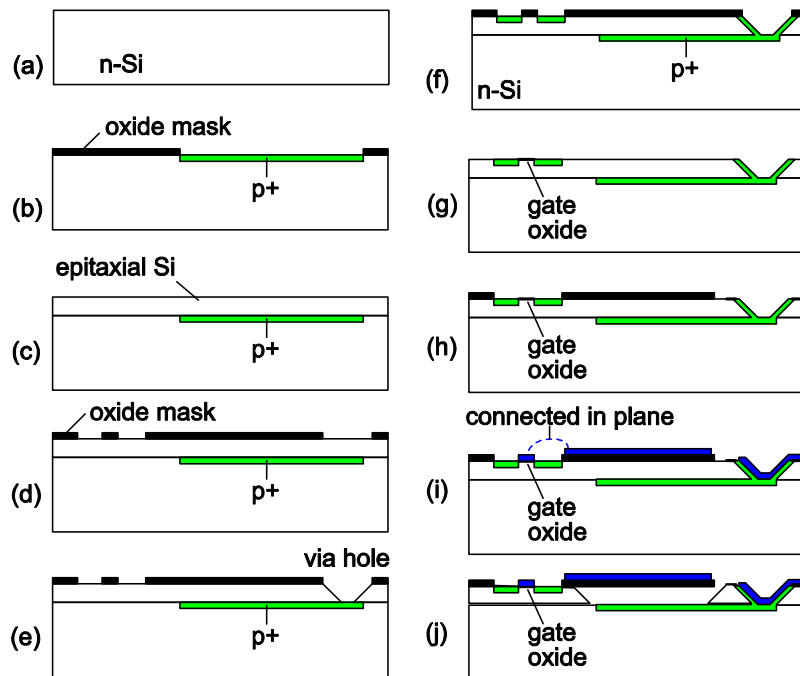 (a)
n-Si
oxide mask
p+
(b)
epitaxial Si
p+
(c)
oxide mask
(d)
p+
via hole
(e)
p+
(f)
p+
n-Si
(g)
gate
oxide
(h)
gate
oxide
connected in plane
(i)
gate
oxide
(j)
gate
oxide